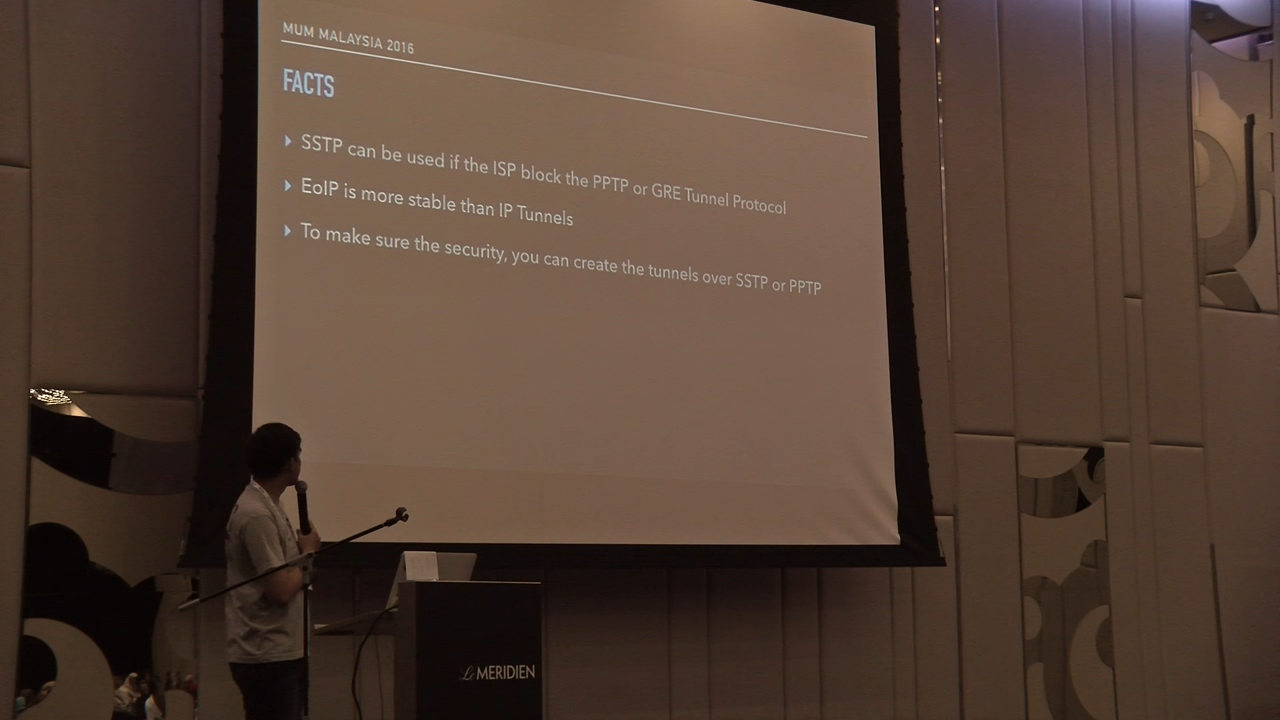 MUM MALAYSIA 2016
FACTS
SSTP can be used if the ISP block the PPTP or GRE Tunnel Protocol
EoIP is more stable than IP Tunnels
To make sure the security, you can create the tunnels over SSTP or PPTP
Le MERIDIEN